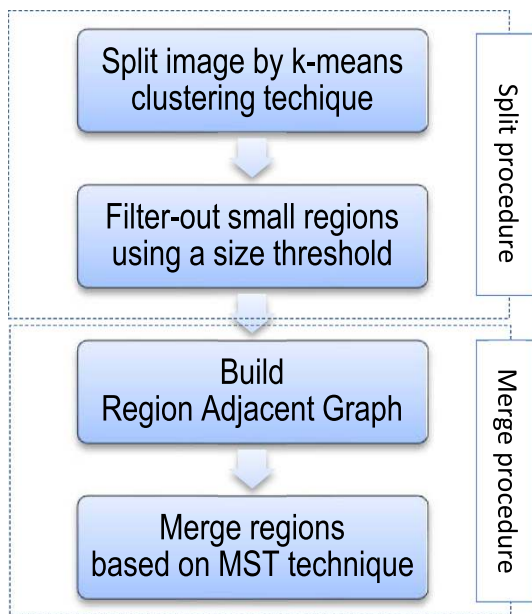 Split image by k-means
clustering techique
Split procedure
Filter-out small regions
using a size threshold
Build
Region Adjacent Graph
Merge procedure
Merge regions
based on MST technique